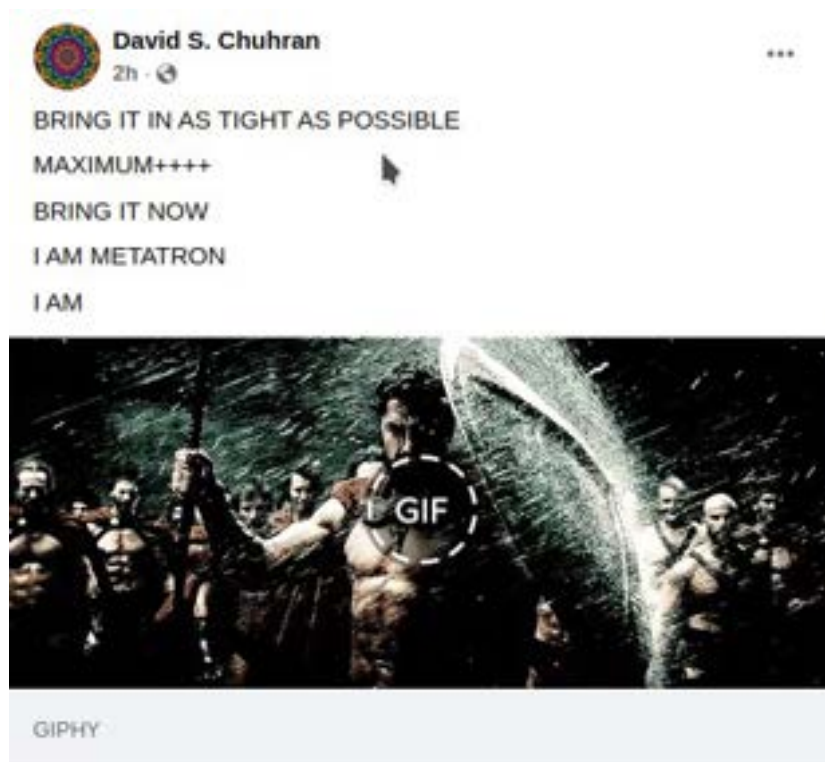 David S. Chuhran
2h ·
BRING IT IN AS TIGHT AS POSSIBLE
MAXIMUM++++
BRING IT NOW
I AM METATRON
I AM
GIF
GIPHY